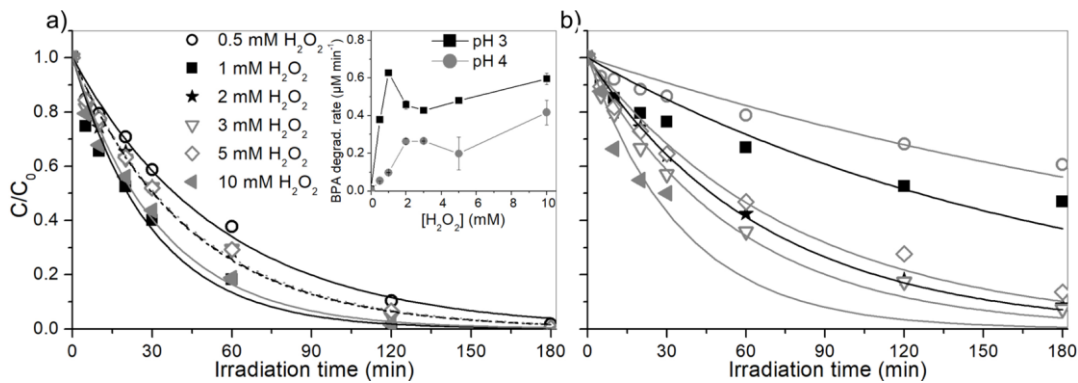 a)
b)
0.5 mM H₂O₂
1 mM H₂O₂
2 mM H₂O₂
3 mM H₂O₂
5 mM H₂O₂
10 mM H₂O₂
BPA degrad. rate (µM min⁻¹)
0.8
0.6
0.4
0.2
0.0
pH 3
pH 4
0 2 4 6 8 10
[H₂O₂] (mM)
C/C₀
1.0
0.8
0.6
0.4
0.2
0.0
0 30 60 90 120 150 180
Irradiation time (min)
0 30 60 90 120 150 180
Irradiation time (min)